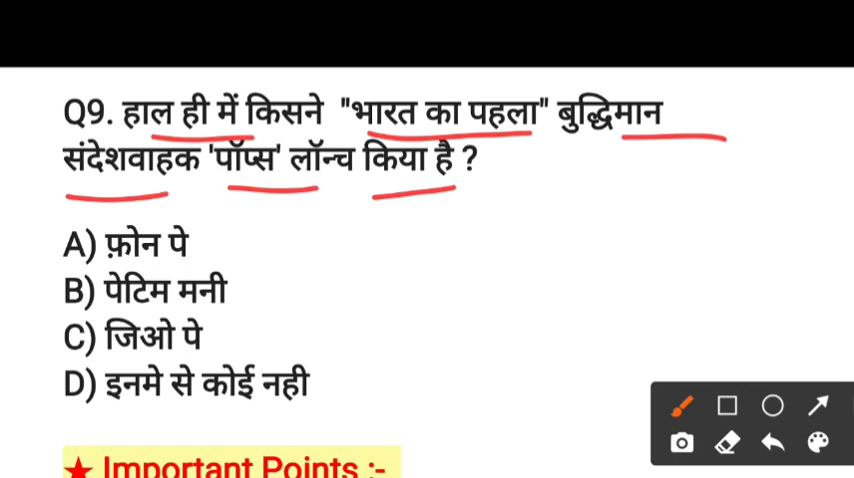 Q9. हाल ही में किसने "भारत का पहला" बुद्धिमान
संदेशवाहक 'पॉप्स' लॉन्च किया है ?
A) फ़ोन पे
B) पेटिम मनी
C) जिओ पे
D) इनमे से कोई नही
★ Important Points :-